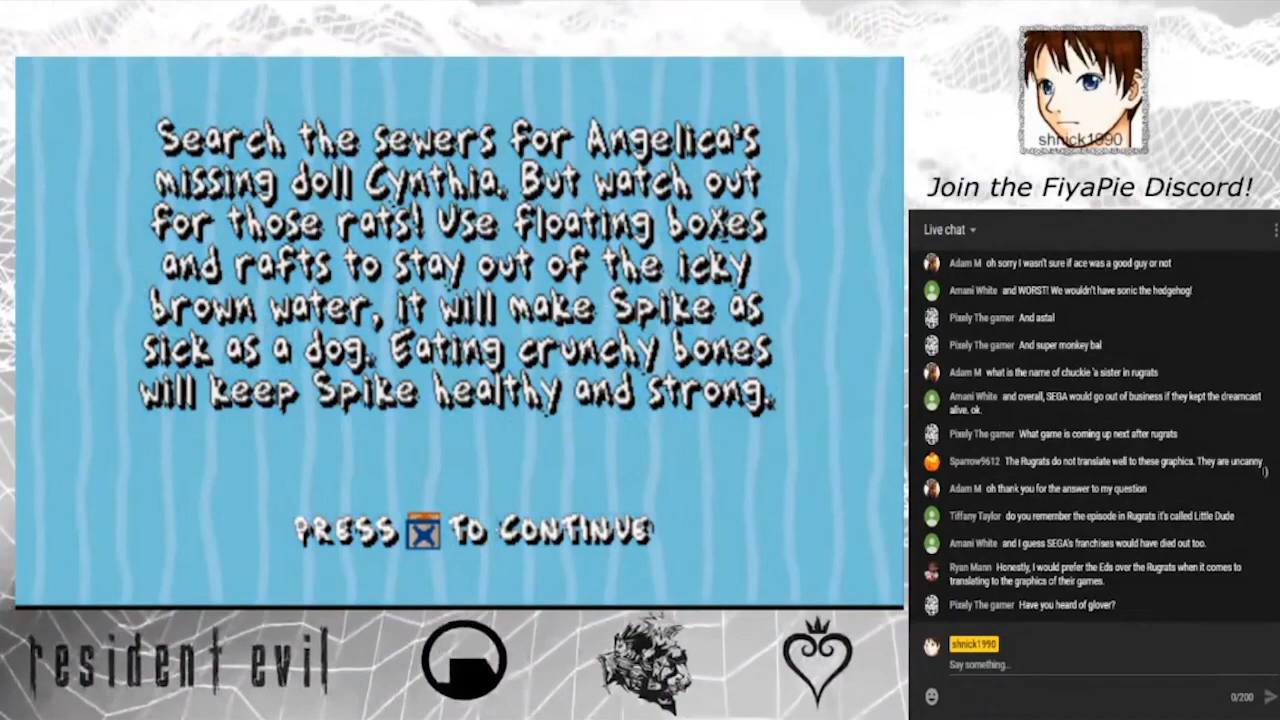 Search the sewers for Angelica's
missing doll Cynthia. But watch out
for those rats! Use floating boxes
and rafts to stay out of the icky
brown water, it will make Spike as
sick as a dog. Eating crunchy bones
will keep Spike healthy and strong.
PRESS X TO CONTINUE
resident evil
shnick1990
Join the FiyaPie Discord!
Live chat
Adam M oh sorry I wasn't sure if ace was a good guy or not
Amani White and WORST! We wouldn't have sonic the hedgehog!
Pixely The gamer And astal
Pixely The gamer And super monkey bal
Adam M what is the name of chuckie 'a sister in rugrats
Amani White and overall, SEGA would go out of business if they kept the dreamcast
alive. ok.
Pixely The gamer What game is coming up next after rugrats
Sparrow9612 The Rugrats do not translate well to these graphics. They are uncanny
:)
Adam M oh thank you for the answer to my question
Tiffany Taylor do you remember the episode in Rugrats it's called Little Dude
Amani White and I guess SEGA's franchises would have died out too.
Ryan Mann Honestly, I would prefer the Eds over the Rugrats when it comes to
translating to the graphics of their games.
Pixely The gamer Have you heard of glover?
shnick1990
Say something...
0/200